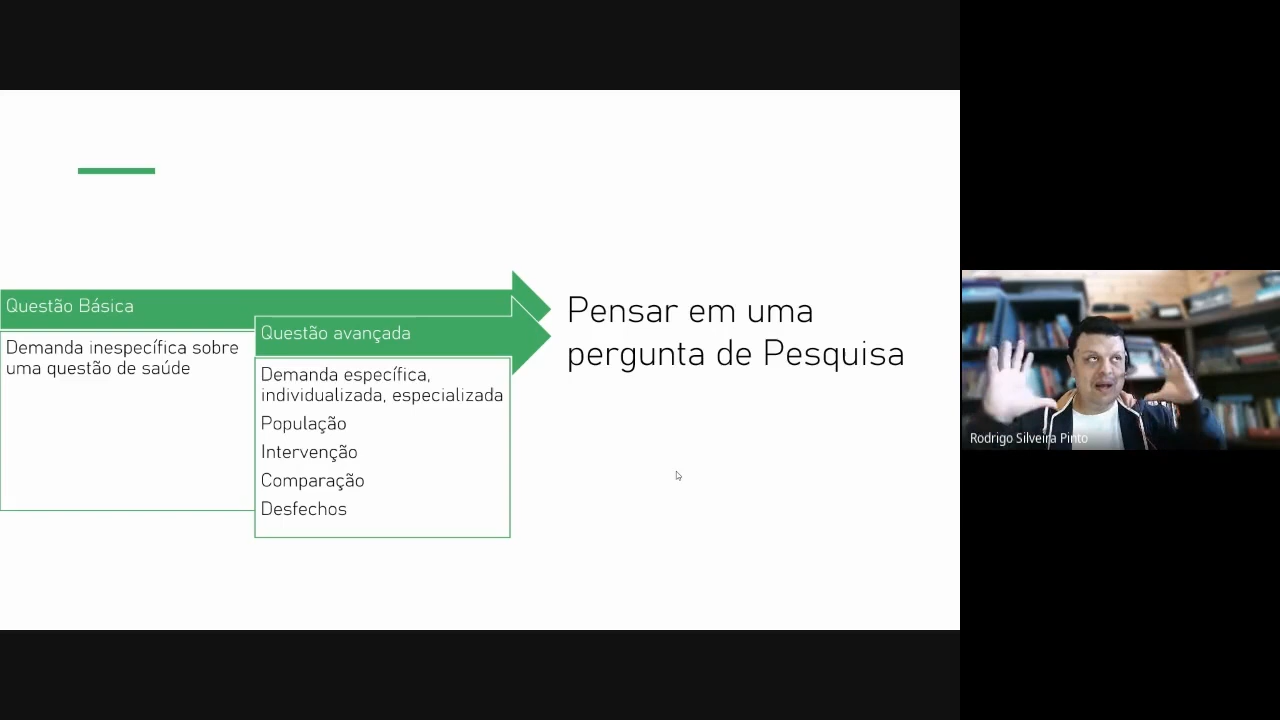 Questão Básica
Demanda inespecífica sobre
uma questão de saúde
Questão avançada
Demanda específica,
individualizada, especializada
População
Intervenção
Comparação
Desfechos
Pensar em uma
pergunta de Pesquisa
Rodrigo Silveira Pinto